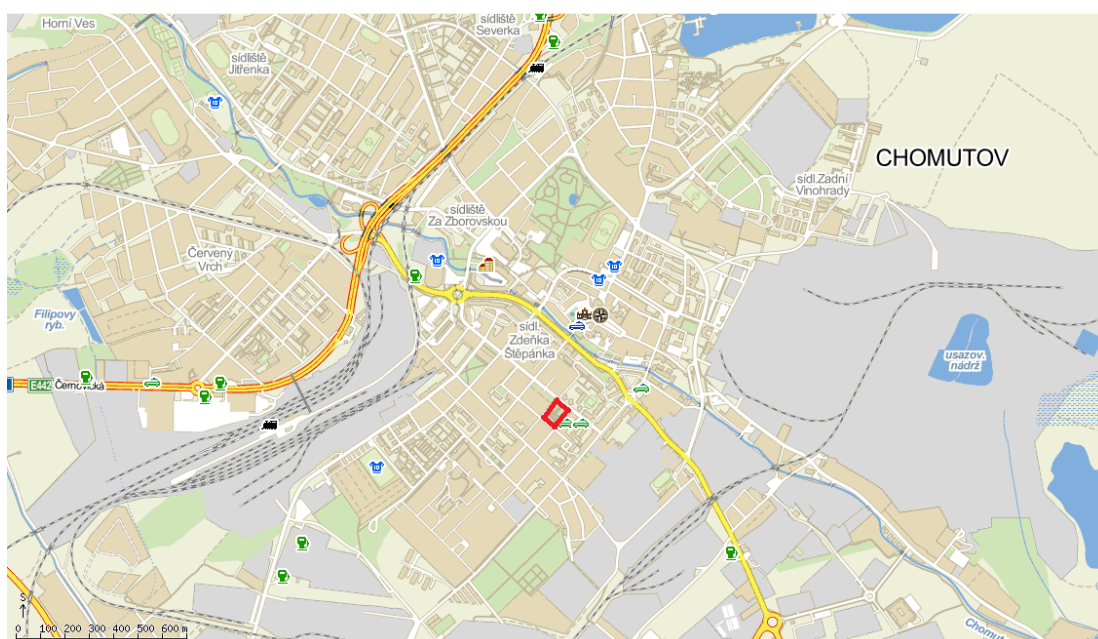 Horní Ves
sídliště
Severka
sídliště
Jitřenka
CHOMUTOV
sídl.Zadní
Vinohrady
sídliště
Za Zborovskou
Červený
Vrch
Filipovy
ryb.
sídl.
Zdeňka
Štěpánka
usazov.
nádrž
E442
Černovická
S
0 100 200 300 400 500 600 m